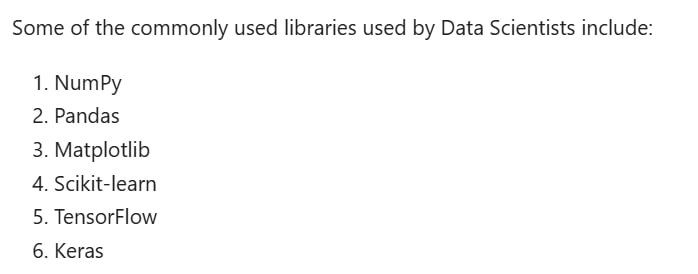 Some of the commonly used libraries used by Data Scientists include:
1. NumPy
2. Pandas
3. Matplotlib
4. Scikit-learn
5. TensorFlow
6. Keras